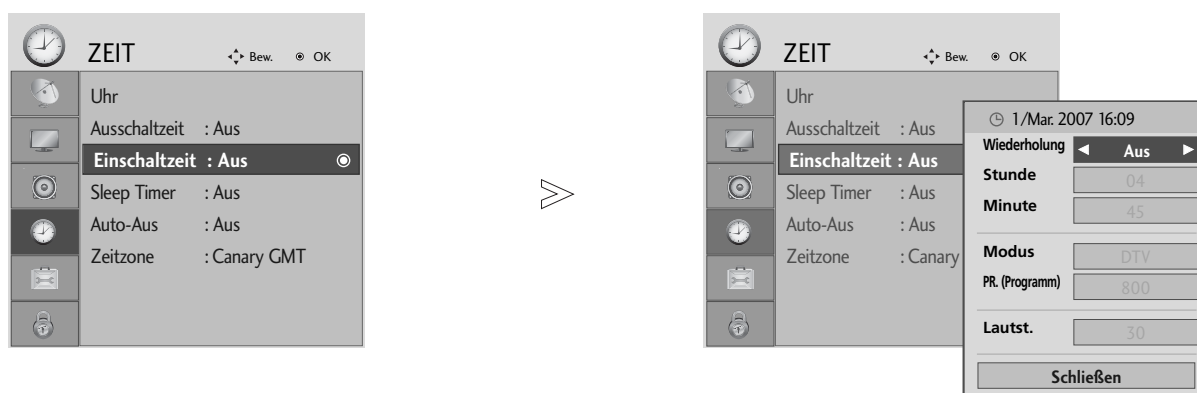 ZEIT Bew. OK
Uhr
Ausschaltzeit : Aus
Einschaltzeit : Aus
Sleep Timer : Aus
Auto-Aus : Aus
Zeitzone : Canary GMT
ZEIT Bew. OK
Uhr
Ausschaltzeit : Aus
Einschaltzeit : Aus
Sleep Timer : Aus
Auto-Aus : Aus
Zeitzone : Canary
1/Mar. 2007 16:09
Wiederholung ◄ Aus ►
Stunde 04
Minute 45
Modus DTV
PR. (Programm) 800
Lautst. 30
Schließen